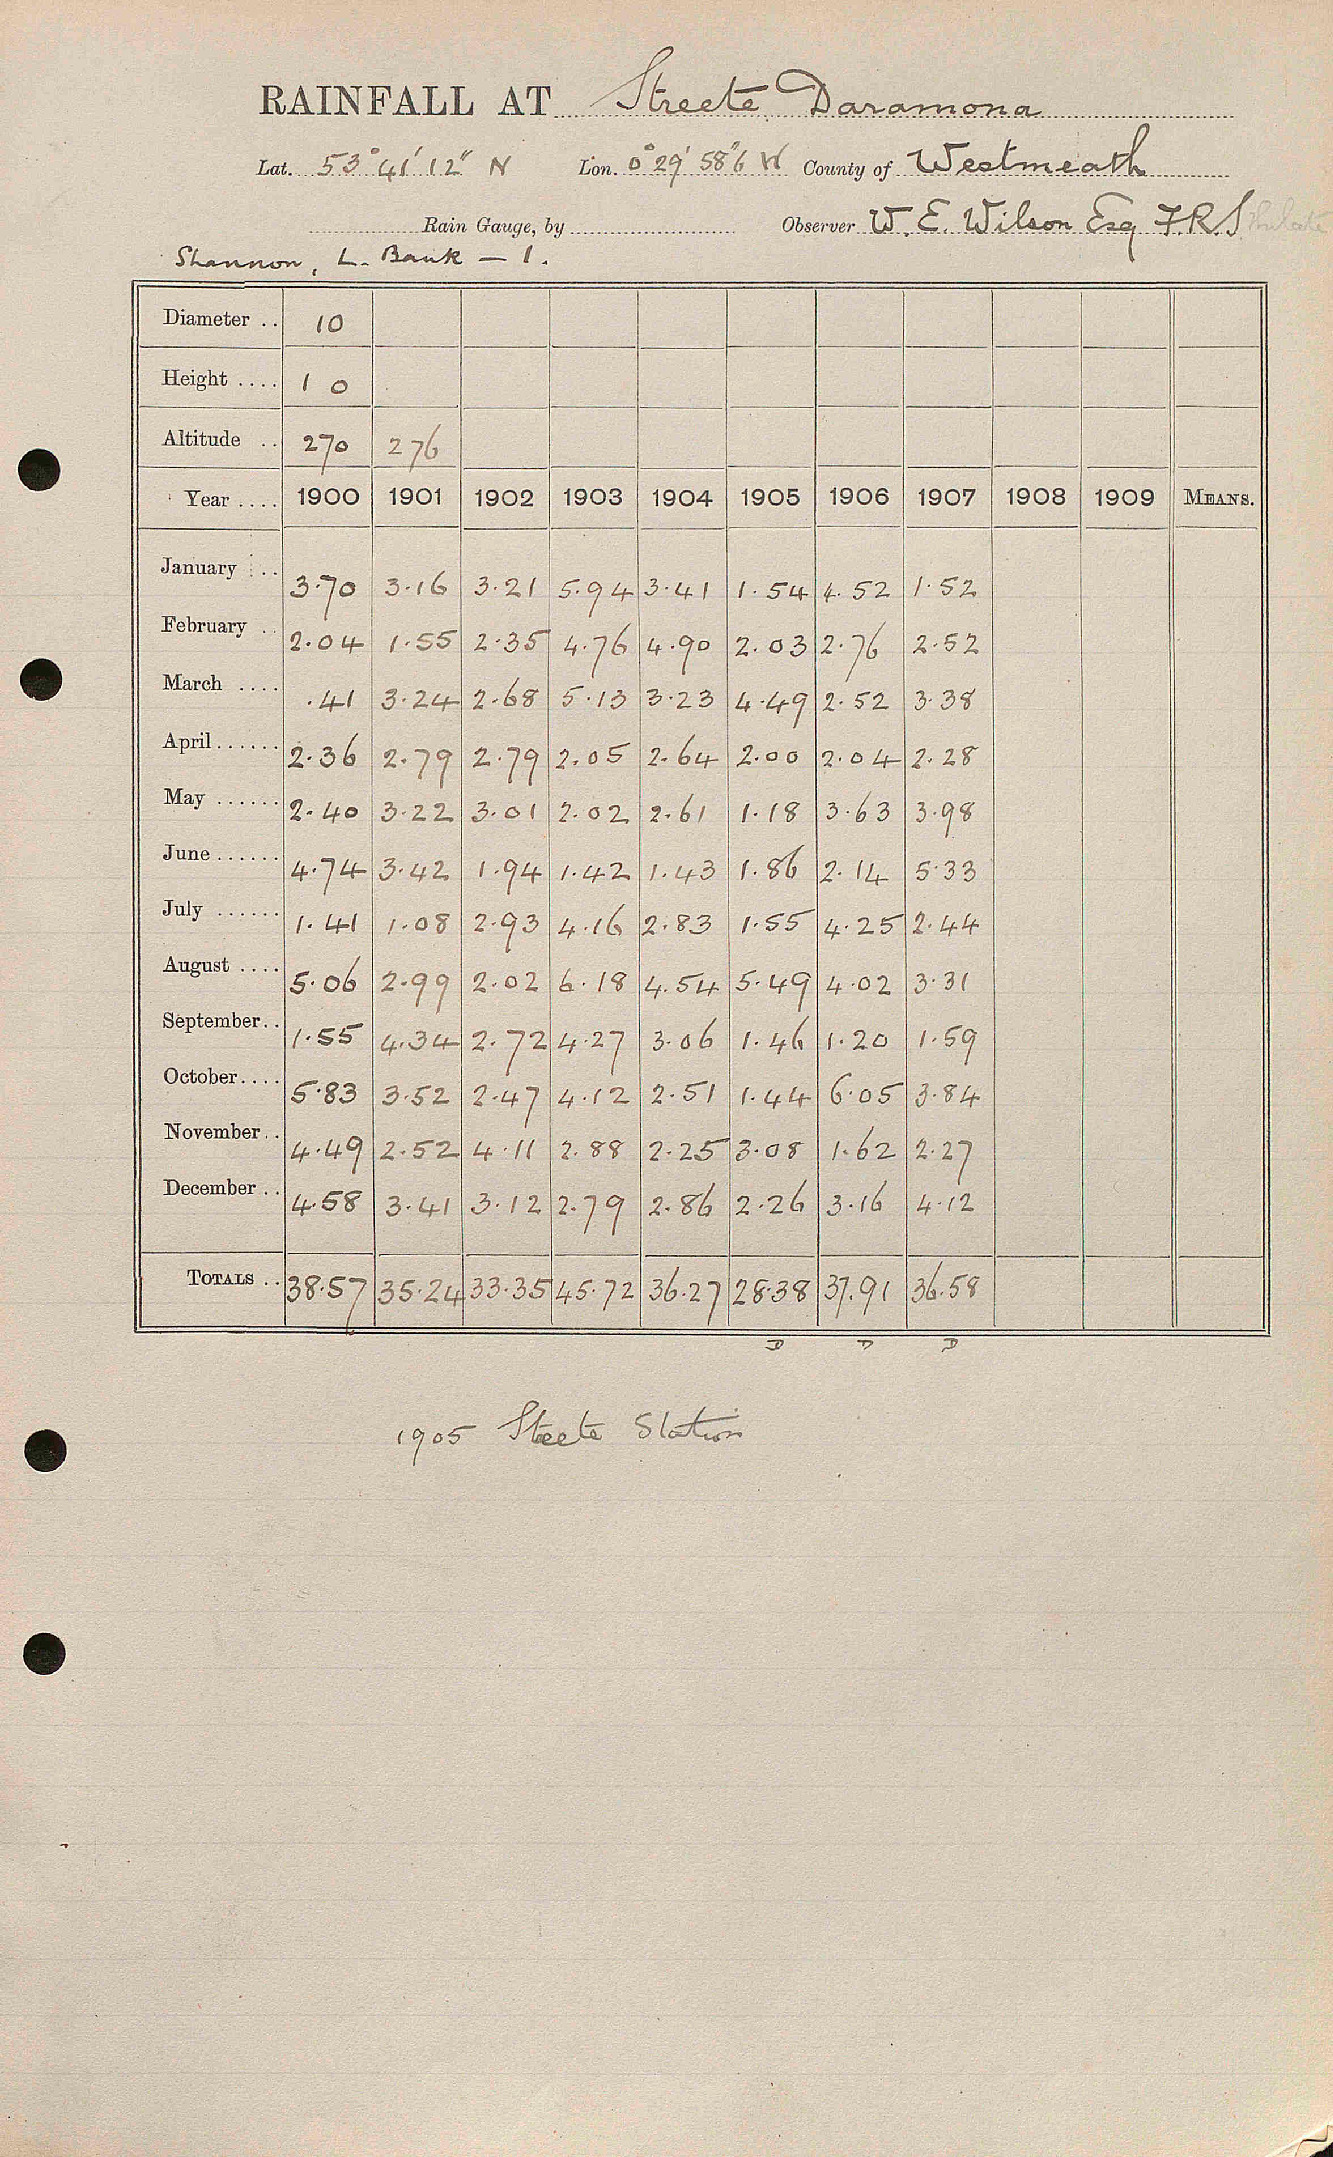 RAINFALL AT Streete, Daramona
Lat. 53° 41' 12" N Lon. 0° 29' 58"6 W County of Westmeath
Rain Gauge, by Observer W. E. Wilson Esq F.R.S.
Shannon, L. Bank — 1.
Diameter .. 10
Height .... 1 0
Altitude .. 270 276
Year .... 1900 1901 1902 1903 1904 1905 1906 1907 1908 1909 MEANS.
January ... 3.70 3.16 3.21 5.94 3.41 1.54 4.52 1.52
February .. 2.04 1.55 2.35 4.76 4.90 2.03 2.76 2.52
March .... .41 3.24 2.68 5.13 3.23 4.49 2.52 3.38
April...... 2.36 2.79 2.79 2.05 2.64 2.00 2.04 2.28
May ...... 2.40 3.22 3.01 2.02 2.61 1.18 3.63 3.98
June...... 4.74 3.42 1.94 1.42 1.43 1.86 2.14 5.33
July ...... 1.41 1.08 2.93 4.16 2.83 1.55 4.25 2.44
August .... 5.06 2.99 2.02 6.18 4.54 5.49 4.02 3.31
September.. 1.55 4.34 2.72 4.27 3.06 1.46 1.20 1.59
October.... 5.83 3.52 2.47 4.12 2.51 1.44 6.05 3.84
November.. 4.49 2.52 4.11 2.88 2.25 3.08 1.62 2.27
December .. 4.58 3.41 3.12 2.79 2.86 2.26 3.16 4.12
TOTALS .. 38.57 35.24 33.35 45.72 36.27 28.38 37.91 36.58
D D D
1905 Steete Station